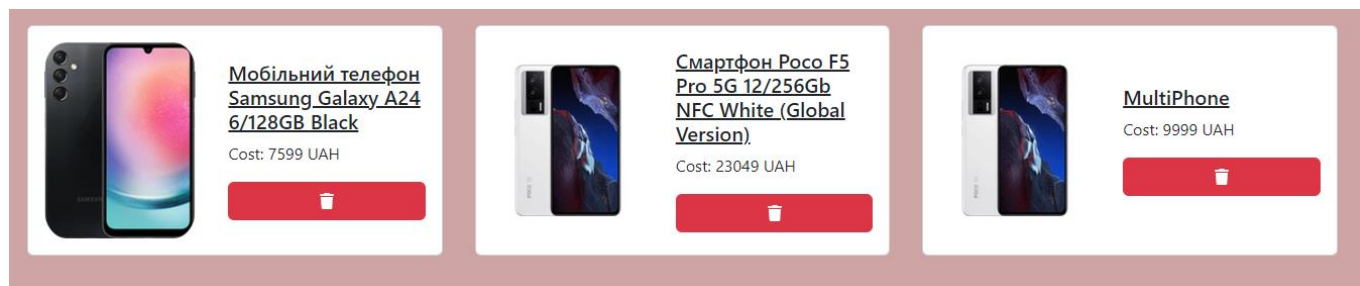 Мобільний телефон
Samsung Galaxy A24
6/128GB Black
Cost: 7599 UAH
Смартфон Poco F5
Pro 5G 12/256Gb
NFC White (Global
Version)
Cost: 23049 UAH
MultiPhone
Cost: 9999 UAH
SAMSUNG